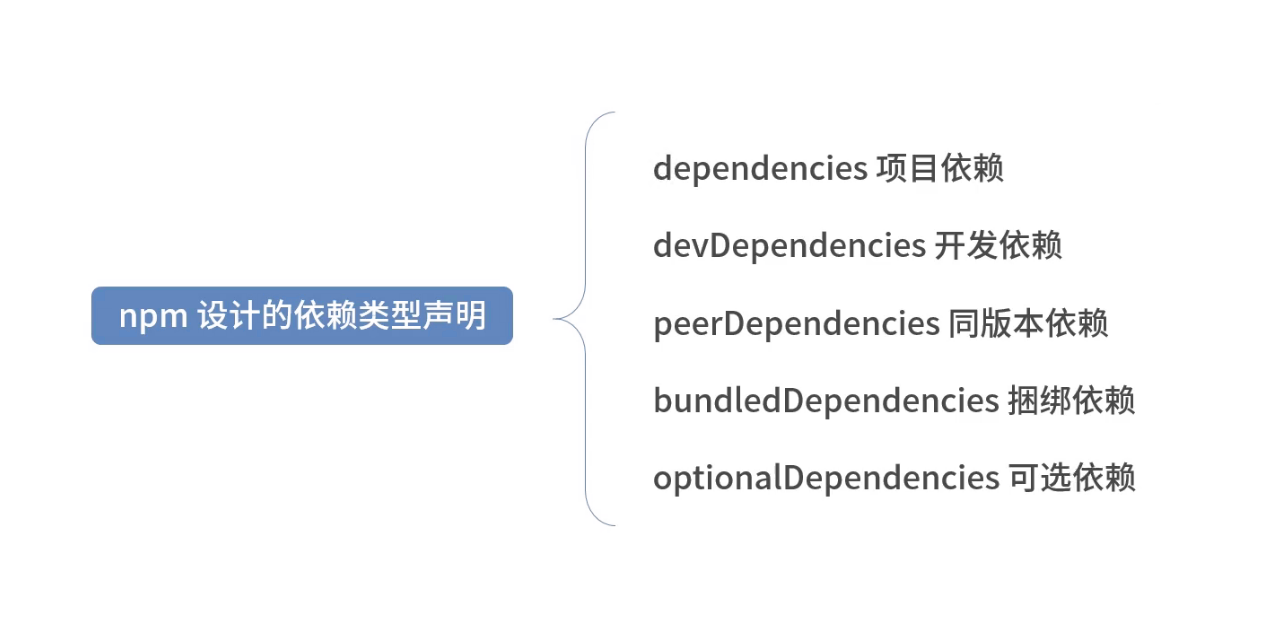 npm 设计的依赖类型声明
dependencies 项目依赖
devDependencies 开发依赖
peerDependencies 同版本依赖
bundledDependencies 捆绑依赖
optionalDependencies 可选依赖